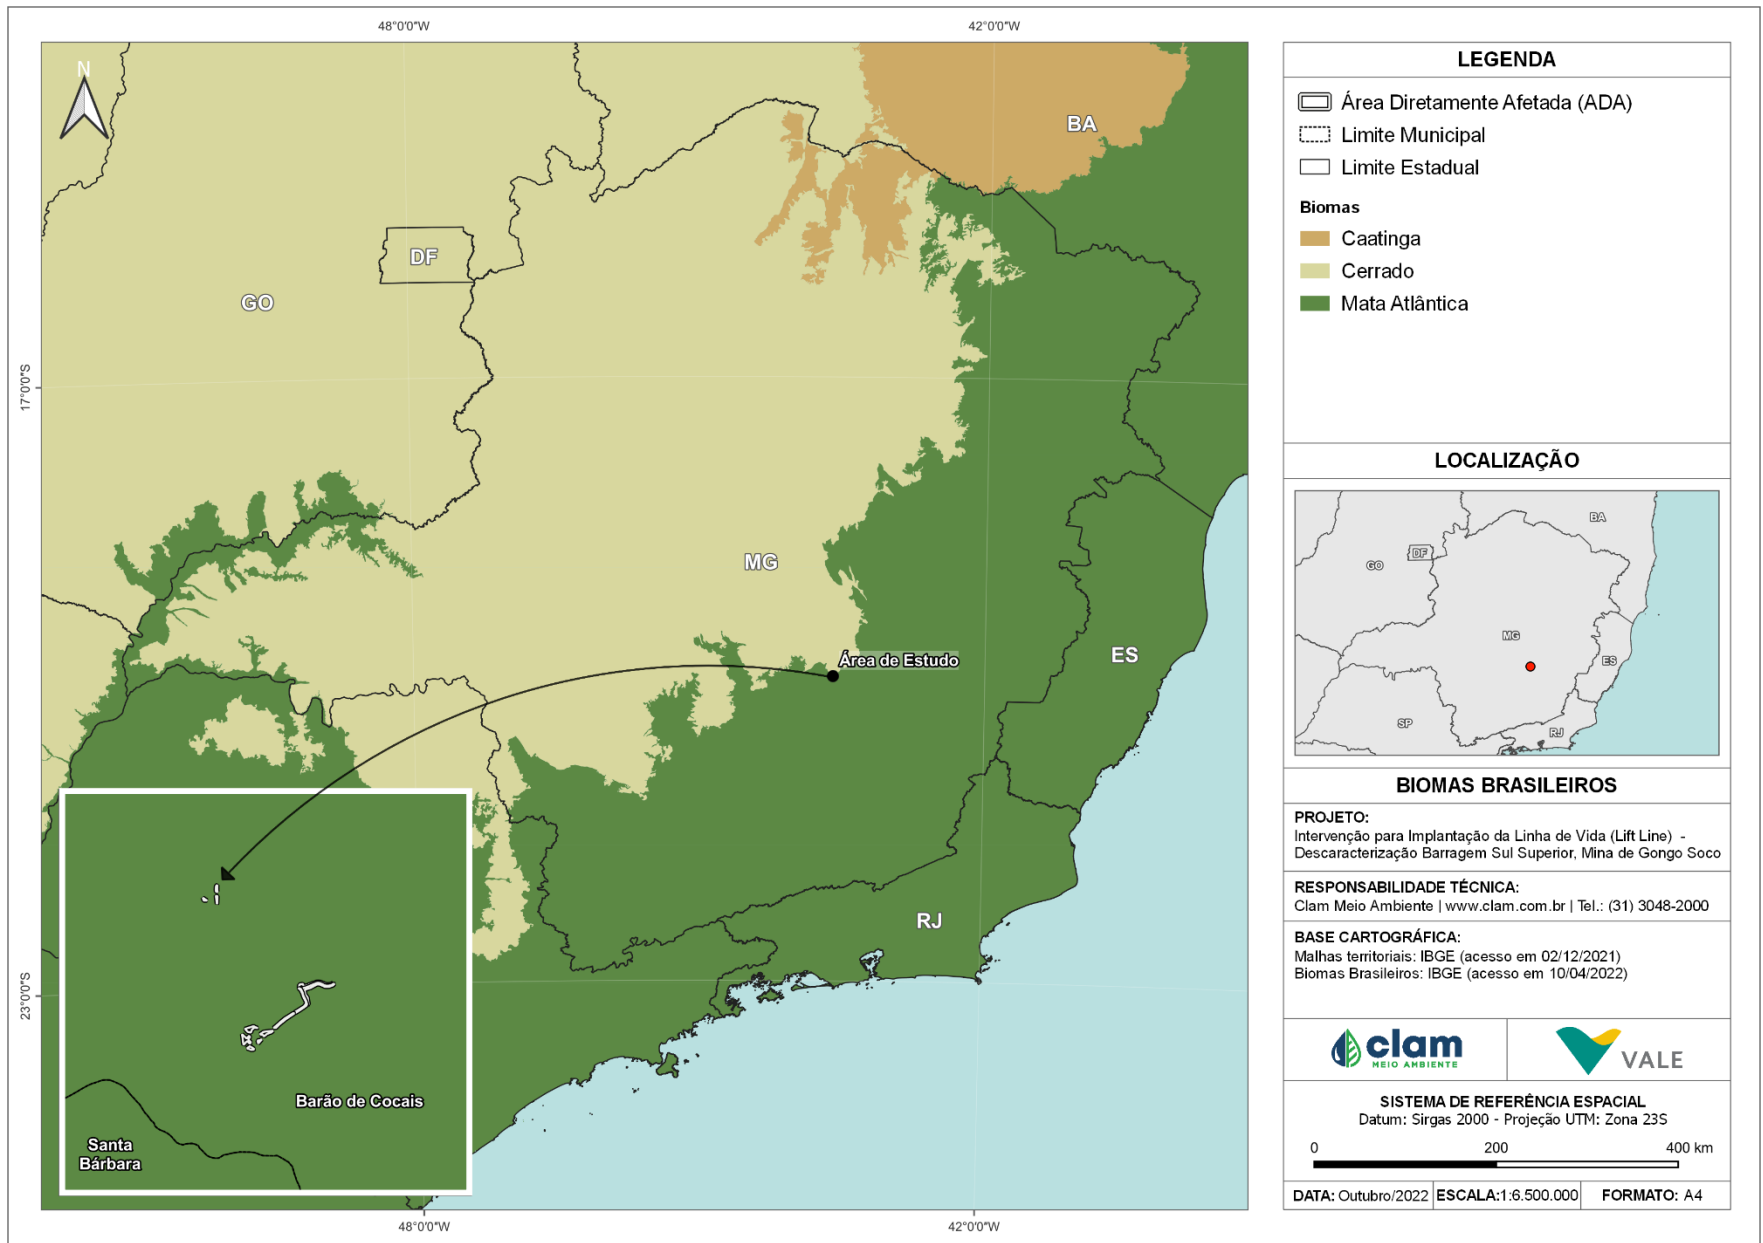 48°0'0"W
42°0'0"W
N
BA
DF
GO
17°0'0"S
MG
Área de Estudo
ES
RJ
23°0'0"S
Barão de Cocais
Santa
Bárbara
48°0'0"W
42°0'0"W
LEGENDA
Área Diretamente Afetada (ADA)
Limite Municipal
Limite Estadual
Biomas
Caatinga
Cerrado
Mata Atlântica
LOCALIZAÇÃO
BA
DF
GO
MG
ES
SP
RJ
BIOMAS BRASILEIROS
PROJETO:
Intervenção para Implantação da Linha de Vida (Lift Line) -
Descaracterização Barragem Sul Superior, Mina de Gongo Soco
RESPONSABILIDADE TÉCNICA:
Clam Meio Ambiente | www.clam.com.br | Tel.: (31) 3048-2000
BASE CARTOGRÁFICA:
Malhas territoriais: IBGE (acesso em 02/12/2021)
Biomas Brasileiros: IBGE (acesso em 10/04/2022)
clam
MEIO AMBIENTE
VALE
SISTEMA DE REFERÊNCIA ESPACIAL
Datum: Sirgas 2000 - Projeção UTM: Zona 23S
0 200 400 km
DATA: Outubro/2022 ESCALA:1:6.500.000 FORMATO: A4